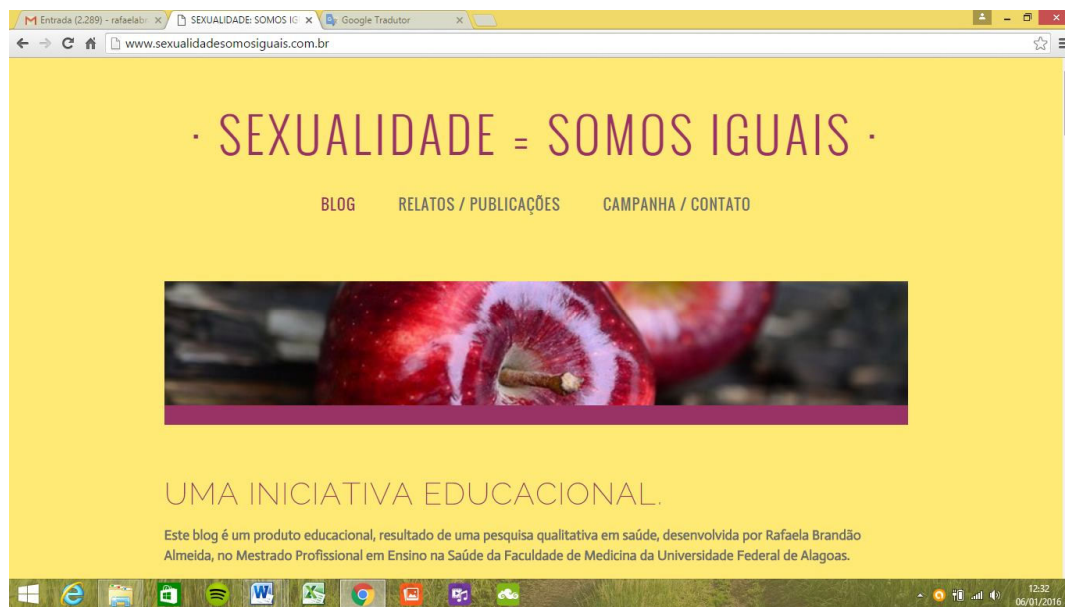 Entrada (2.289) - rafaelabr
SEXUALIDADE: SOMOS IG
Google Tradutor
www.sexualidadesomosiguais.com.br
· SEXUALIDADE = SOMOS IGUAIS ·
BLOG RELATOS / PUBLICAÇÕES CAMPANHA / CONTATO
UMA INICIATIVA EDUCACIONAL.
Este blog é um produto educacional, resultado de uma pesquisa qualitativa em saúde, desenvolvida por Rafaela Brandão
Almeida, no Mestrado Profissional em Ensino na Saúde da Faculdade de Medicina da Universidade Federal de Alagoas.
12:32
06/01/2016